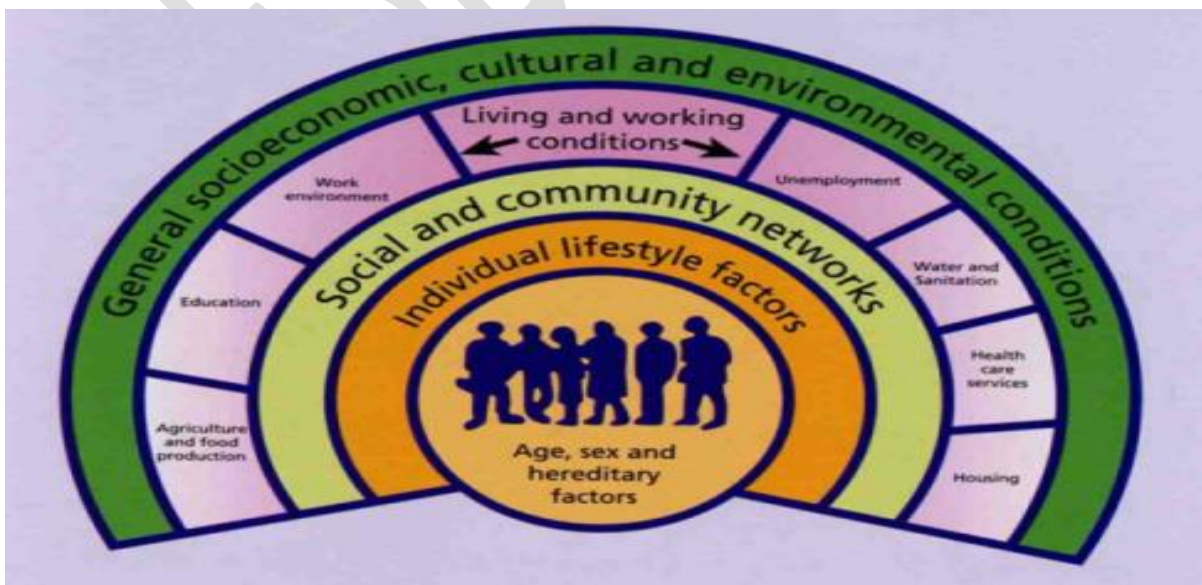 General socioeconomic, cultural and environmental conditions
Living and working
conditions
Work
environment
Unemployment
Education
Water and
Sanitation
Agriculture
and food
production
Health
care
services
Housing
Social and community networks
Individual lifestyle factors
Age, sex and
hereditary
factors